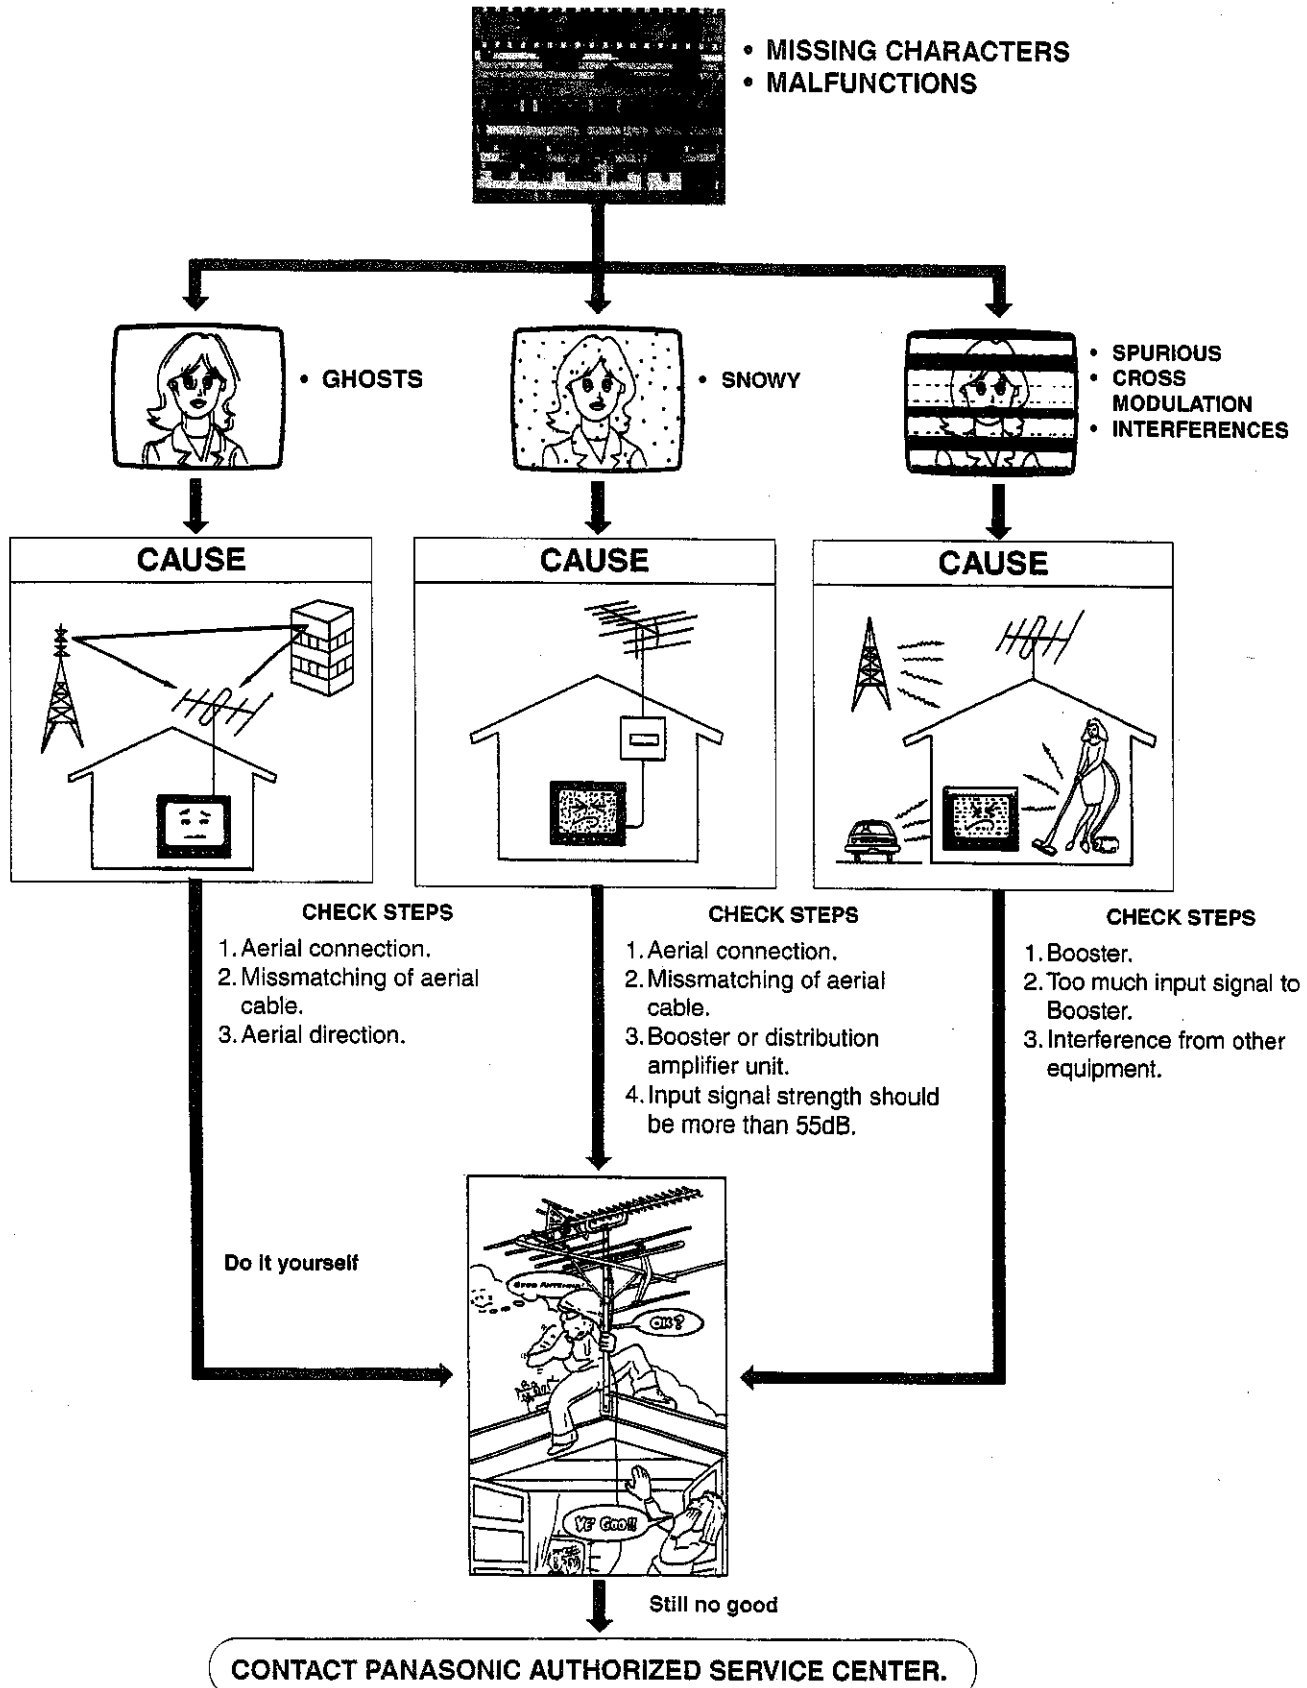 • MISSING CHARACTERS
• MALFUNCTIONS
• GHOSTS
• SNOWY
• SPURIOUS
• CROSS
MODULATION
• INTERFERENCES
CAUSE
CAUSE
CAUSE
CHECK STEPS
1. Aerial connection.
2. Missmatching of aerial
cable.
3. Aerial direction.
CHECK STEPS
1. Aerial connection.
2. Missmatching of aerial
cable.
3. Booster or distribution
amplifier unit.
4. Input signal strength should
be more than 55dB.
CHECK STEPS
1. Booster.
2. Too much input signal to
Booster.
3. Interference from other
equipment.
Do it yourself
GOOD ANTENNA!
OK?
YE' GOO!!
Still no good
CONTACT PANASONIC AUTHORIZED SERVICE CENTER.